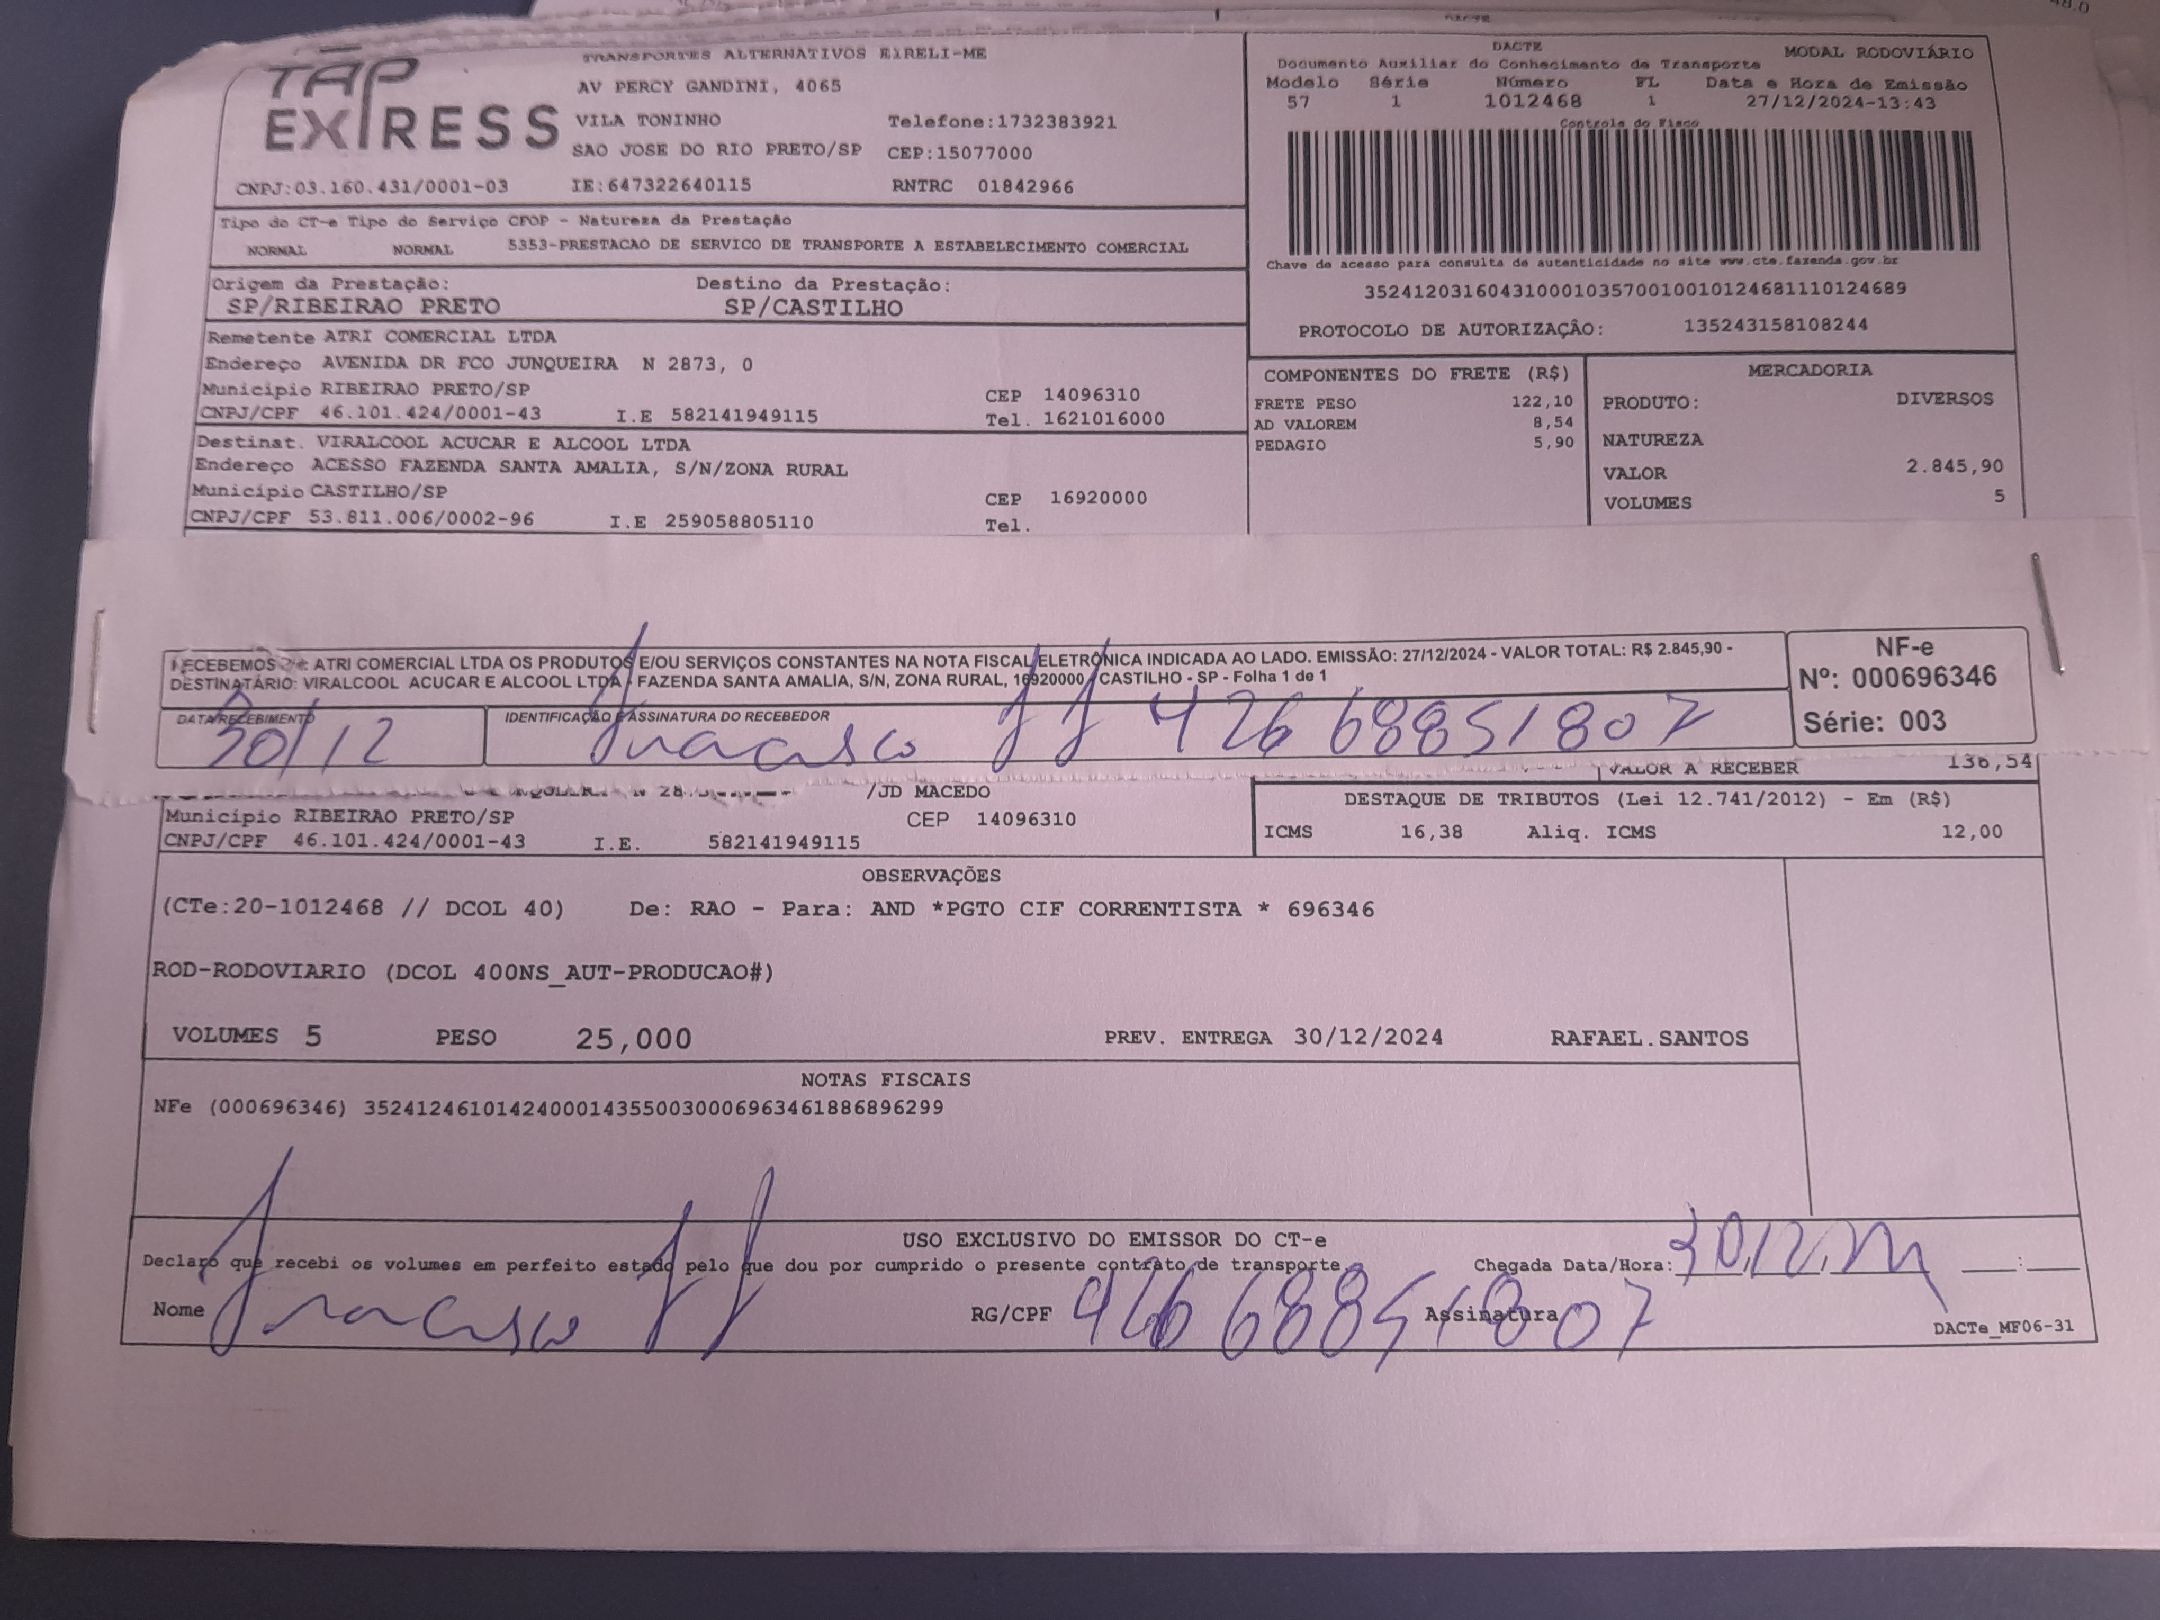 TAP EXPRESS
TRANSPORTES ALTERNATIVOS EIRELI-ME
AV PERCY GANDINI, 4065
VILA TONINHO Telefone:1732383921
SAO JOSE DO RIO PRETO/SP CEP:15077000
CNPJ:03.160.431/0001-03 IE:647322640115 RNTRC 01842966
Tipo do CT-e Tipo do Serviço CFOP - Natureza da Prestação
NORMAL NORMAL 5353-PRESTACAO DE SERVICO DE TRANSPORTE A ESTABELECIMENTO COMERCIAL
Origem da Prestação: Destino da Prestação:
SP/RIBEIRAO PRETO SP/CASTILHO
Remetente ATRI COMERCIAL LTDA
Endereço AVENIDA DR FCO JUNQUEIRA N 2873, 0
Município RIBEIRAO PRETO/SP CEP 14096310
CNPJ/CPF 46.101.424/0001-43 I.E 582141949115 Tel. 1621016000
Destinat. VIRALCOOL ACUCAR E ALCOOL LTDA
Endereço ACESSO FAZENDA SANTA AMALIA, S/N/ZONA RURAL
Município CASTILHO/SP CEP 16920000
CNPJ/CPF 53.811.006/0002-96 I.E 259058805110 Tel.
DACTE MODAL RODOVIÁRIO
Documento Auxiliar do Conhecimento de Transporte
Modelo Série Número FL Data e Hora de Emissão
57 1 1012468 1 27/12/2024-13:43
Controle do Fisco
Chave de acesso para consulta de autenticidade no site www.cte.fazenda.gov.br
35241203160431000103570010010124681110124689
PROTOCOLO DE AUTORIZAÇÃO: 135243158108244
COMPONENTES DO FRETE (R$)
FRETE PESO 122,10
AD VALOREM 8,54
PEDAGIO 5,90
MERCADORIA
PRODUTO: DIVERSOS
NATUREZA
VALOR 2.845,90
VOLUMES 5
RECEBEMOS DE ATRI COMERCIAL LTDA OS PRODUTOS E/OU SERVIÇOS CONSTANTES NA NOTA FISCAL ELETRÔNICA INDICADA AO LADO. EMISSÃO: 27/12/2024 - VALOR TOTAL: R$ 2.845,90 -
DESTINATÁRIO: VIRALCOOL ACUCAR E ALCOOL LTDA - FAZENDA SANTA AMALIA, S/N, ZONA RURAL, 16920000 CASTILHO - SP - Folha 1 de 1
DATA RECEBIMENTO IDENTIFICAÇÃO E ASSINATURA DO RECEBEDOR
30/12 42668851807
NF-e
Nº: 000696346
Série: 003
VALOR A RECEBER 136,54
/JD MACEDO
Município RIBEIRAO PRETO/SP CEP 14096310
CNPJ/CPF 46.101.424/0001-43 I.E. 582141949115
DESTAQUE DE TRIBUTOS (Lei 12.741/2012) - Em (R$)
ICMS 16,38 Aliq. ICMS 12,00
OBSERVAÇÕES
(CTe:20-1012468 // DCOL 40) De: RAO - Para: AND *PGTO CIF CORRENTISTA * 696346
ROD-RODOVIARIO (DCOL 400NS_AUT-PRODUCAO#)
VOLUMES 5 PESO 25,000 PREV. ENTREGA 30/12/2024 RAFAEL.SANTOS
NOTAS FISCAIS
NFe (000696346) 35241246101424000143550030006963461886896299
USO EXCLUSIVO DO EMISSOR DO CT-e
Declaro que recebi os volumes em perfeito estado pelo que dou por cumprido o presente contrato de transporte Chegada Data/Hora: 30,12
Nome RG/CPF 42668851807 Assinatura
DACTe_MF06-31